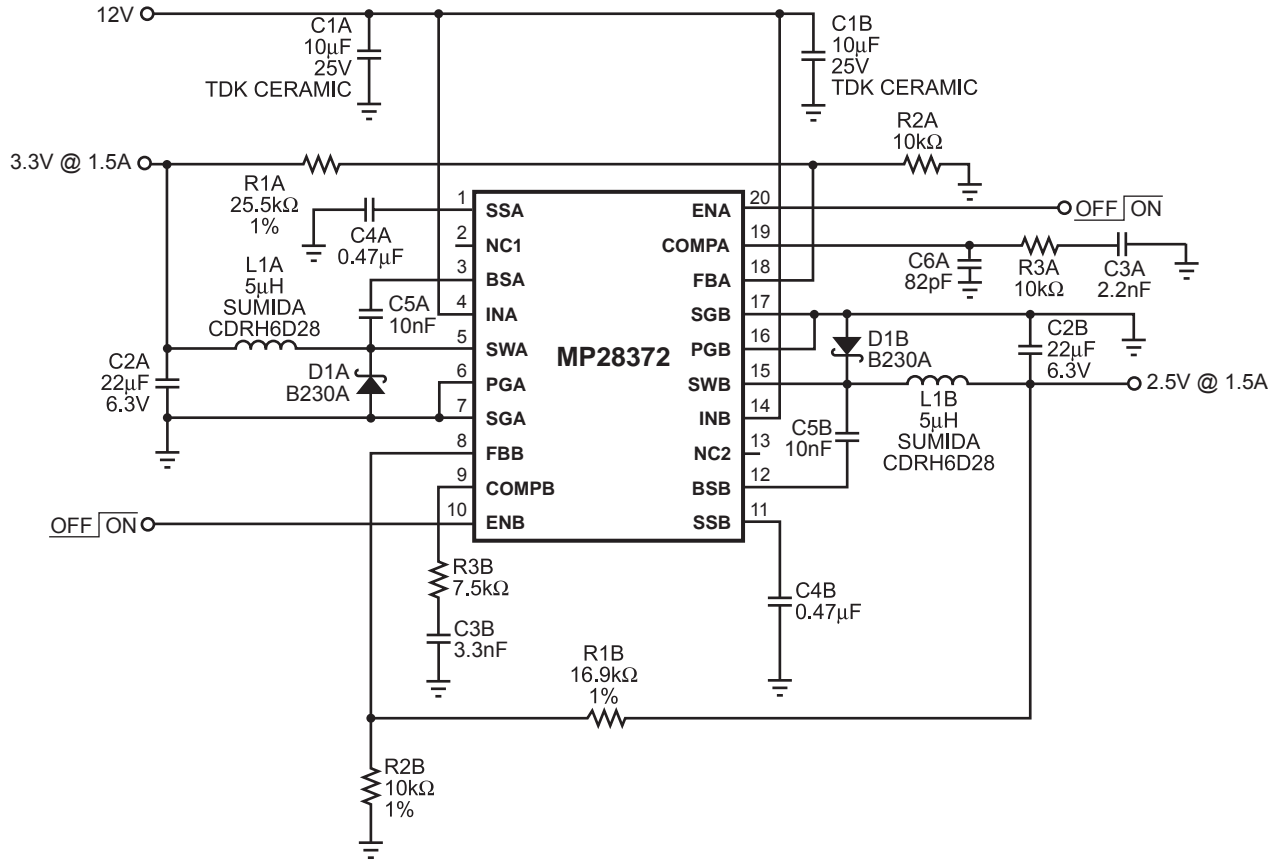 12V
C1A
10µF
25V
TDK CERAMIC
C1B
10µF
25V
TDK CERAMIC
3.3V @ 1.5A
R1A
25.5kΩ
1%
R2A
10kΩ
C4A
0.47µF
L1A
5µH
SUMIDA
CDRH6D28
C5A
10nF
C2A
22µF
6.3V
D1A
B230A
OFF ON
MP28372
1
SSA
2
NC1
3
BSA
4
INA
5
SWA
6
PGA
7
SGA
8
FBB
9
COMPB
10
ENB
20
ENA
19
COMPA
18
FBA
17
SGB
16
PGB
15
SWB
14
INB
13
NC2
12
BSB
11
SSB
OFF ON
C6A
82pF
R3A
10kΩ
C3A
2.2nF
D1B
B230A
C2B
22µF
6.3V
2.5V @ 1.5A
L1B
5µH
SUMIDA
CDRH6D28
C5B
10nF
R3B
7.5kΩ
C3B
3.3nF
C4B
0.47µF
R1B
16.9kΩ
1%
R2B
10kΩ
1%